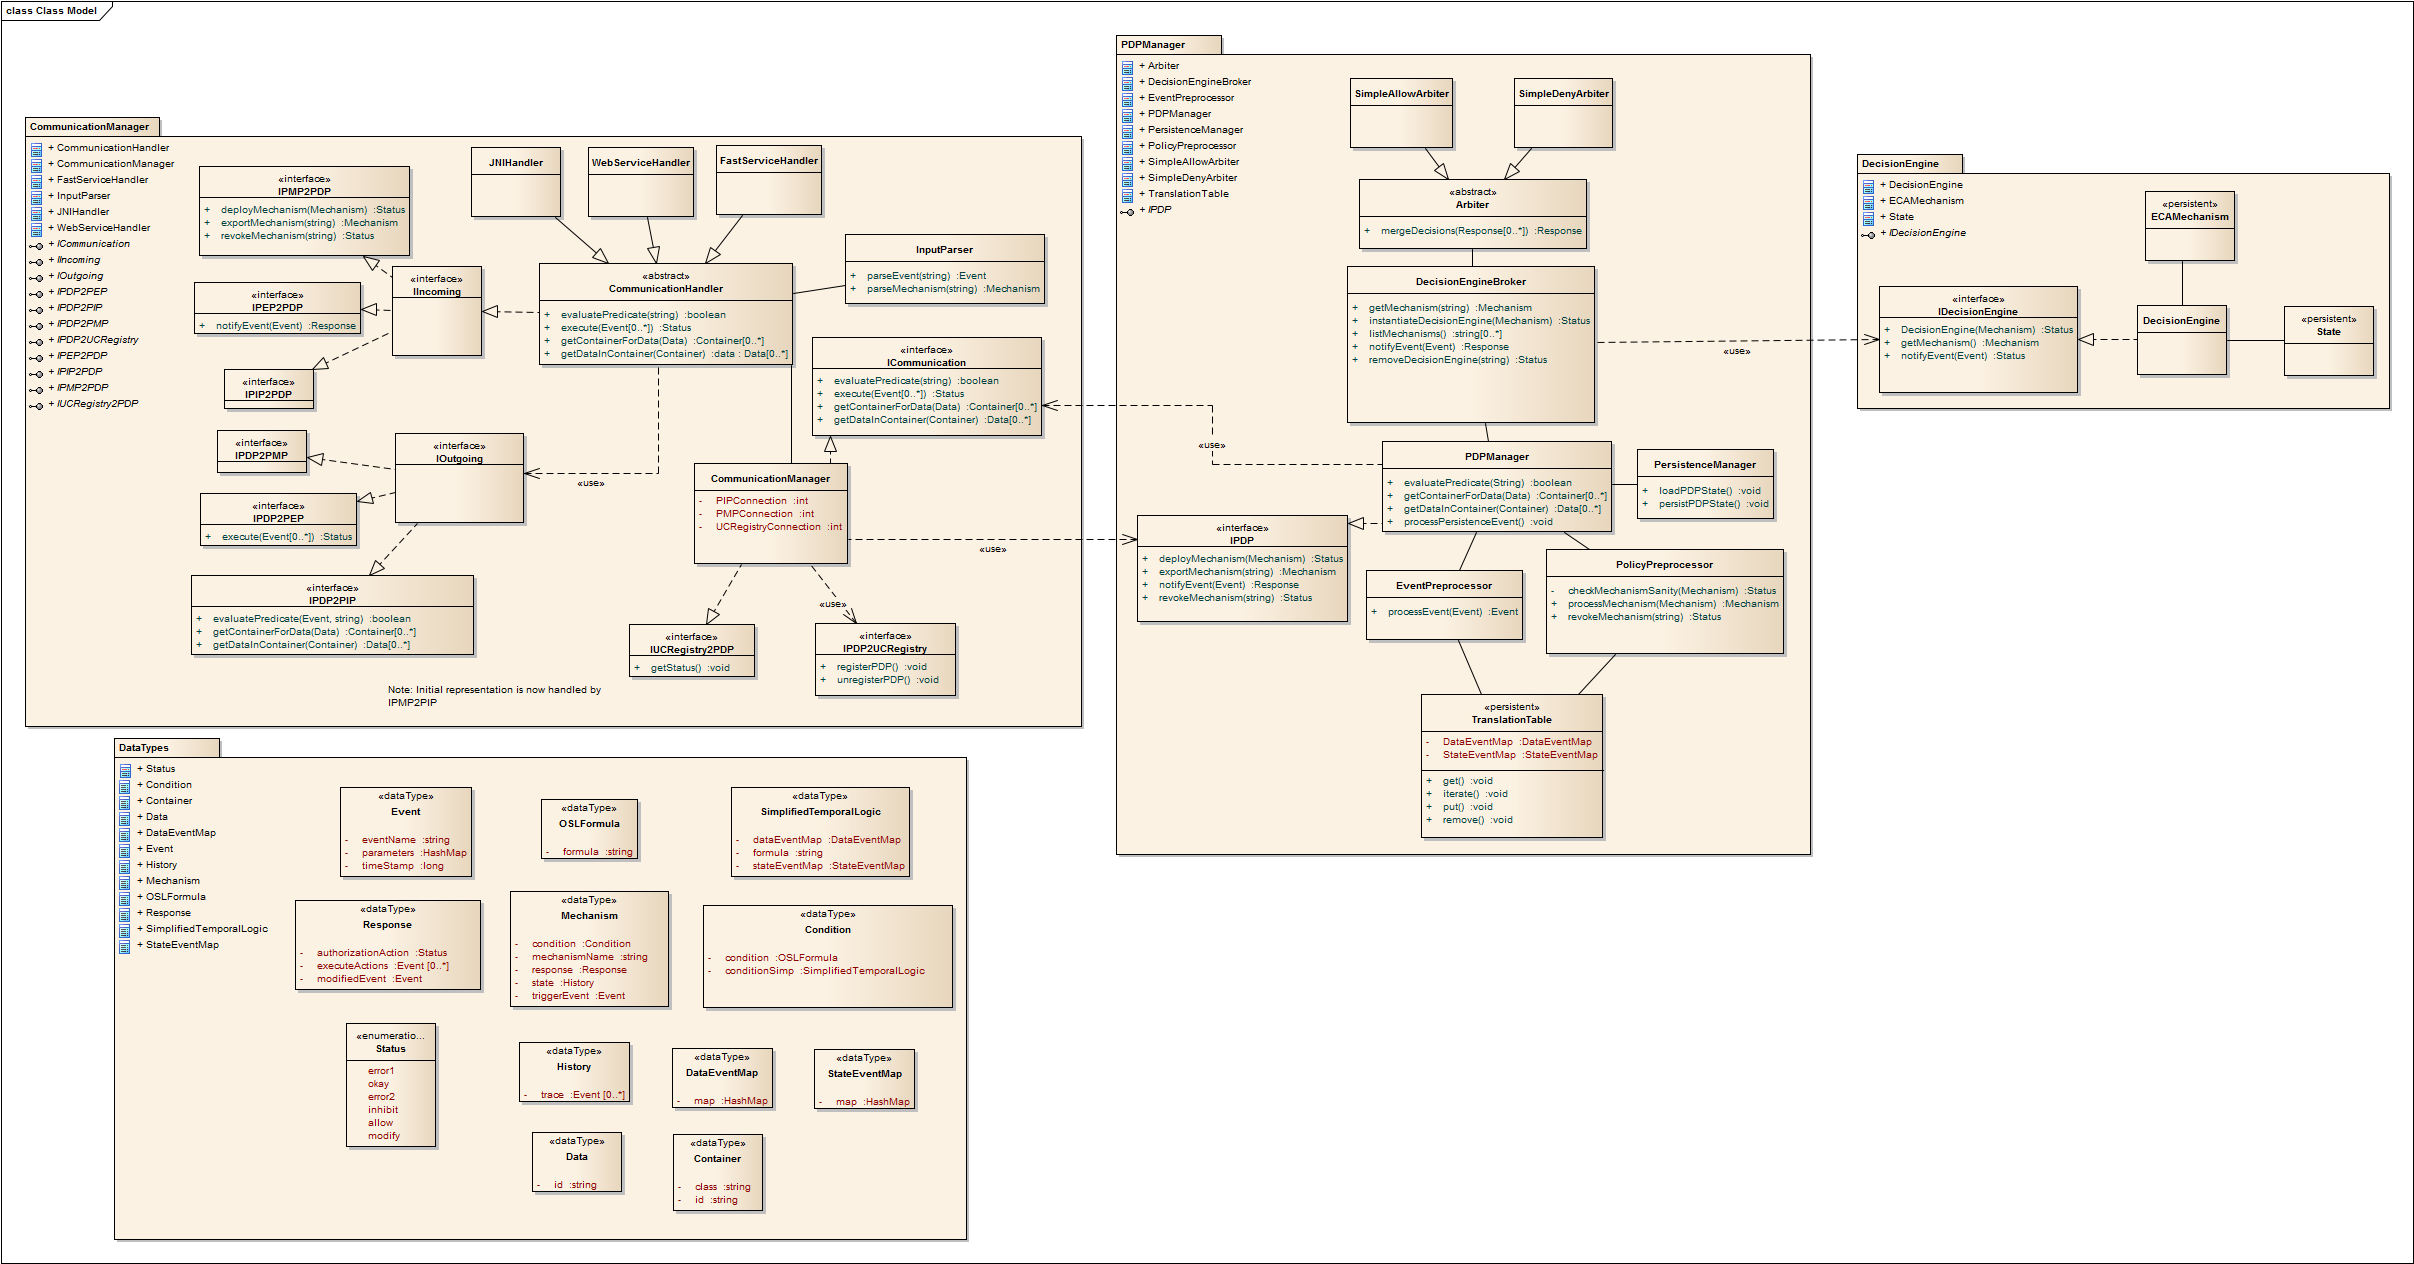 class Class Model
CommunicationManager
+ CommunicationHandler
+ CommunicationManager
+ FastServiceHandler
+ InputParser
+ JNIHandler
+ WebServiceHandler
+ ICommunication
+ IIncoming
+ IOutgoing
+ IPDP2PEP
+ IPDP2PIP
+ IPDP2PMP
+ IPDP2UCRegistry
+ IPEP2PDP
+ IPIP2PDP
+ IPMP2PDP
+ IUCRegistry2PDP
«interface»
IPMP2PDP
+ deployMechanism(Mechanism) :Status
+ exportMechanism(string) :Mechanism
+ revokeMechanism(string) :Status
«interface»
IPEP2PDP
+ notifyEvent(Event) :Response
«interface»
IPIP2PDP
«interface»
IIncoming
JNIHandler
WebServiceHandler
FastServiceHandler
«abstract»
CommunicationHandler
+ evaluatePredicate(string) :boolean
+ execute(Event[0..*]) :Status
+ getContainerForData(Data) :Container[0..*]
+ getDataInContainer(Container) :data : Data[0..*]
InputParser
+ parseEvent(string) :Event
+ parseMechanism(string) :Mechanism
«interface»
ICommunication
+ evaluatePredicate(string) :boolean
+ execute(Event[0..*]) :Status
+ getContainerForData(Data) :Container[0..*]
+ getDataInContainer(Container) :Data[0..*]
«interface»
IPDP2PMP
«interface»
IOutgoing
«use»
«interface»
IPDP2PEP
+ execute(Event[0..*]) :Status
«interface»
IPDP2PIP
+ evaluatePredicate(Event, string) :boolean
+ getContainerForData(Data) :Container[0..*]
+ getDataInContainer(Container) :Data[0..*]
CommunicationManager
- PIPConnection :int
- PMPConnection :int
- UCRegistryConnection :int
«use»
«use»
«interface»
IUCRegistry2PDP
+ getStatus() :void
«interface»
IPDP2UCRegistry
+ registerPDP() :void
+ unregisterPDP() :void
Note: Initial representation is now handled by
IPMP2PIP
PDPManager
+ Arbiter
+ DecisionEngineBroker
+ EventPreprocessor
+ PDPManager
+ PersistenceManager
+ PolicyPreprocessor
+ SimpleAllowArbiter
+ SimpleDenyArbiter
+ TranslationTable
+ IPDP
SimpleAllowArbiter
SimpleDenyArbiter
«abstract»
Arbiter
+ mergeDecisions(Response[0..*]) :Response
DecisionEngineBroker
+ getMechanism(string) :Mechanism
+ instantiateDecisionEngine(Mechanism) :Status
+ listMechanisms() :string[0..*]
+ notifyEvent(Event) :Response
+ removeDecisionEngine(string) :Status
«use»
«use»
PDPManager
+ evaluatePredicate(String) :boolean
+ getContainerForData(Data) :Container[0..*]
+ getDataInContainer(Container) :Data[0..*]
+ processPersistenceEvent() :void
PersistenceManager
+ loadPDPState() :void
+ persistPDPState() :void
«interface»
IPDP
+ deployMechanism(Mechanism) :Status
+ exportMechanism(string) :Mechanism
+ notifyEvent(Event) :Response
+ revokeMechanism(string) :Status
EventPreprocessor
+ processEvent(Event) :Event
PolicyPreprocessor
- checkMechanismSanity(Mechanism) :Status
+ processMechanism(Mechanism) :Mechanism
+ revokeMechanism(string) :Status
«persistent»
TranslationTable
- DataEventMap :DataEventMap
- StateEventMap :StateEventMap
+ get() :void
+ iterate() :void
+ put() :void
+ remove() :void
DecisionEngine
+ DecisionEngine
+ ECAMechanism
+ State
+ IDecisionEngine
«persistent»
ECAMechanism
«interface»
IDecisionEngine
+ DecisionEngine(Mechanism) :Status
+ getMechanism() :Mechanism
+ notifyEvent(Event) :Status
DecisionEngine
«persistent»
State
DataTypes
+ Status
+ Condition
+ Container
+ Data
+ DataEventMap
+ Event
+ History
+ Mechanism
+ OSLFormula
+ Response
+ SimplifiedTemporalLogic
+ StateEventMap
«dataType»
Event
- eventName :string
- parameters :HashMap
- timeStamp :long
«dataType»
OSLFormula
- formula :string
«dataType»
SimplifiedTemporalLogic
- dataEventMap :DataEventMap
- formula :string
- stateEventMap :StateEventMap
«dataType»
Response
- authorizationAction :Status
- executeActions :Event [0..*]
- modifiedEvent :Event
«dataType»
Mechanism
- condition :Condition
- mechanismName :string
- response :Response
- state :History
- triggerEvent :Event
«dataType»
Condition
- condition :OSLFormula
- conditionSimp :SimplifiedTemporalLogic
«enumeratio...
Status
error1
okay
error2
inhibit
allow
modify
«dataType»
History
- trace :Event [0..*]
«dataType»
DataEventMap
- map :HashMap
«dataType»
StateEventMap
- map :HashMap
«dataType»
Data
- id :string
«dataType»
Container
- class :string
- id :string